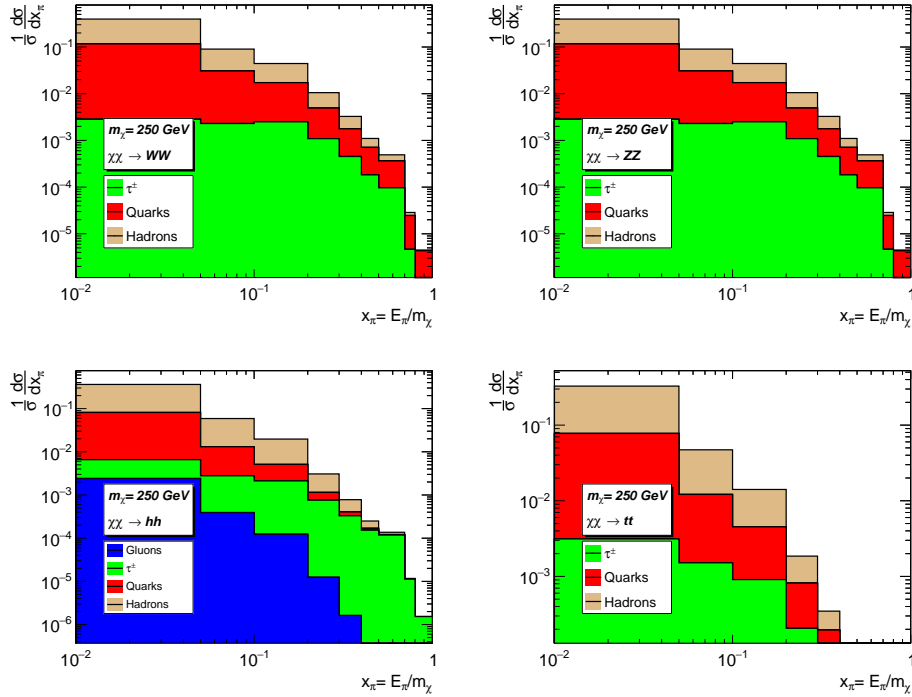 1/σ dσ/dx_π
10⁻¹
10⁻²
10⁻³
10⁻⁴
10⁻⁵
m_χ= 250 GeV
χχ → WW
τ±
Quarks
Hadrons
10⁻² 10⁻¹ 1
x_π= E_π/m_χ
1/σ dσ/dx_π
10⁻¹
10⁻²
10⁻³
10⁻⁴
10⁻⁵
m_χ= 250 GeV
χχ → ZZ
τ±
Quarks
Hadrons
10⁻² 10⁻¹ 1
x_π= E_π/m_χ
1/σ dσ/dx_π
10⁻¹
10⁻²
10⁻³
10⁻⁴
10⁻⁵
10⁻⁶
m_χ= 250 GeV
χχ → hh
Gluons
τ±
Quarks
Hadrons
10⁻² 10⁻¹ 1
x_π= E_π/m_χ
1/σ dσ/dx_π
10⁻¹
10⁻²
10⁻³
m_χ= 250 GeV
χχ → tt
τ±
Quarks
Hadrons
10⁻² 10⁻¹ 1
x_π= E_π/m_χ